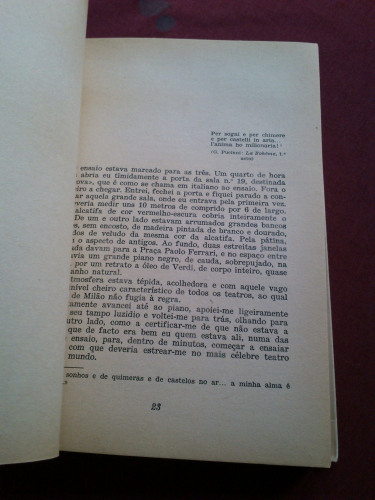 Per sogni e per chimere
e per castelli in aria
l'anima ho milionaria!¹
(G. Puccini: La Bohème, 1.º
acto)
ensaio estava marcado para as três. Um quarto de hora
abria eu timidamente a porta da sala n.º 19, destinada
ova», que é como se chama em italiano no ensaio. Fora o
a chegar. Entrei, fechei a porta e fiquei parado a con-
aquela grande sala, onde eu entrava pela primeira vez.
everia medir uns 10 metros de comprido por 6 de largo.
alcatifa de cor vermelho-escura cobria inteiramente o
utro lado estavam arrumados grandes bancos
s, sem encosto, de madeira pintada de branco e dourado,
dos de veludo da mesma cor da alcatifa. Pela pátina,
o aspecto de antigos. Ao fundo, duas estreitas janelas
ada davam para a Praça Paolo Ferrari, e no espaço entre
via um grande piano negro, de cauda, sobrepujado, na
por um retrato a óleo de Verdi, de corpo inteiro, quase
anho natural.
tmosfera estava tépida, acolhedora e com aquele vago
nível cheiro característico de todos os teatros, ao qual
de Milão não fugia à regra.
amente avancei até ao piano, apoiei-me ligeiramente
seu tampo luzidio e voltei-me para trás, olhando para
outro lado, como a certificar-me de que não estava a
que de facto era bem eu quem estava ali, numa das
ensaio, para, dentro de minutos, começar a ensaiar
com que deveria estrear-me no mais célebre teatro
mundo.
sonhos e de quimeras e de castelos no ar... a minha alma é
23